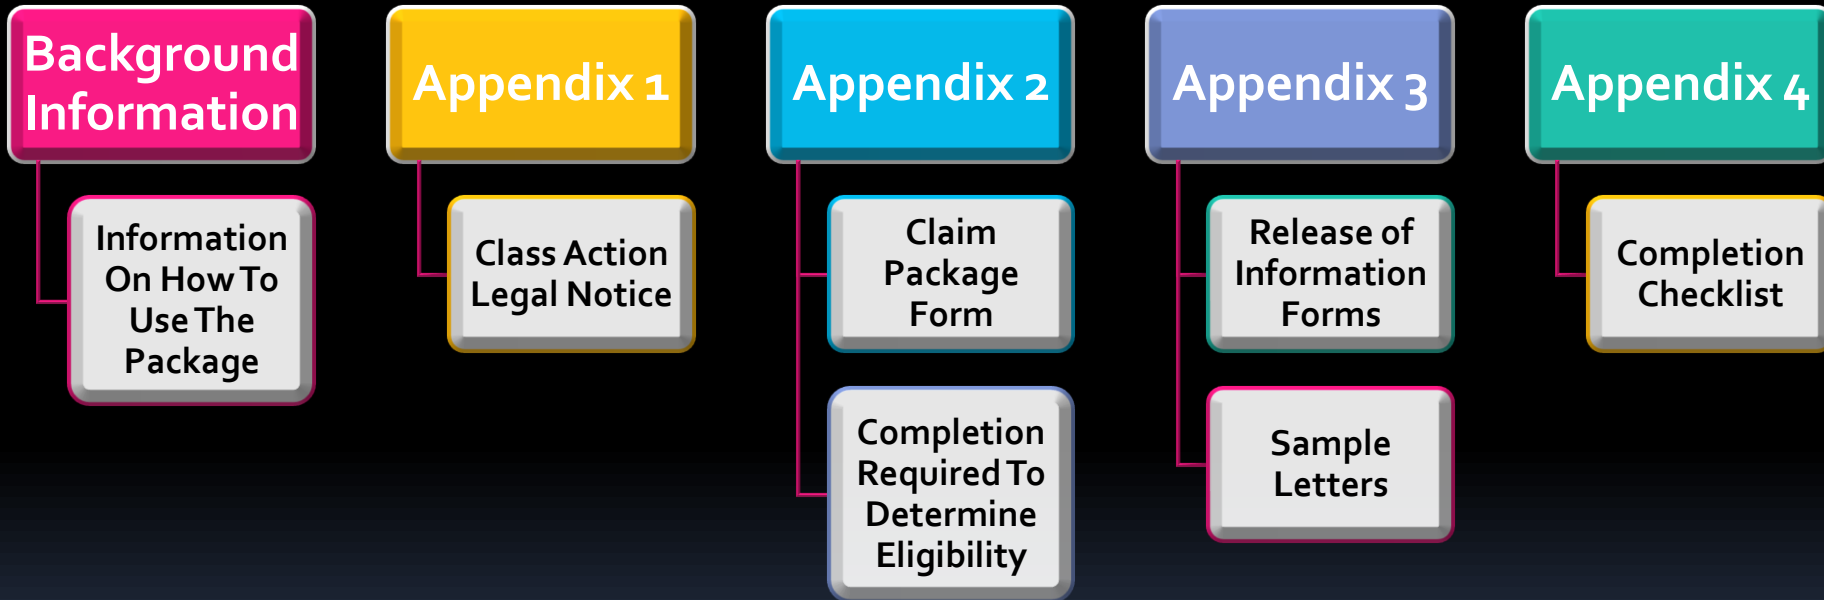 Background
Information
Information
On How To
Use The
Package
Appendix 1
Class Action
Legal Notice
Appendix 2
Claim
Package
Form
Completion
Required To
Determine
Eligibility
Appendix 3
Release of
Information
Forms
Sample
Letters
Appendix 4
Completion
Checklist